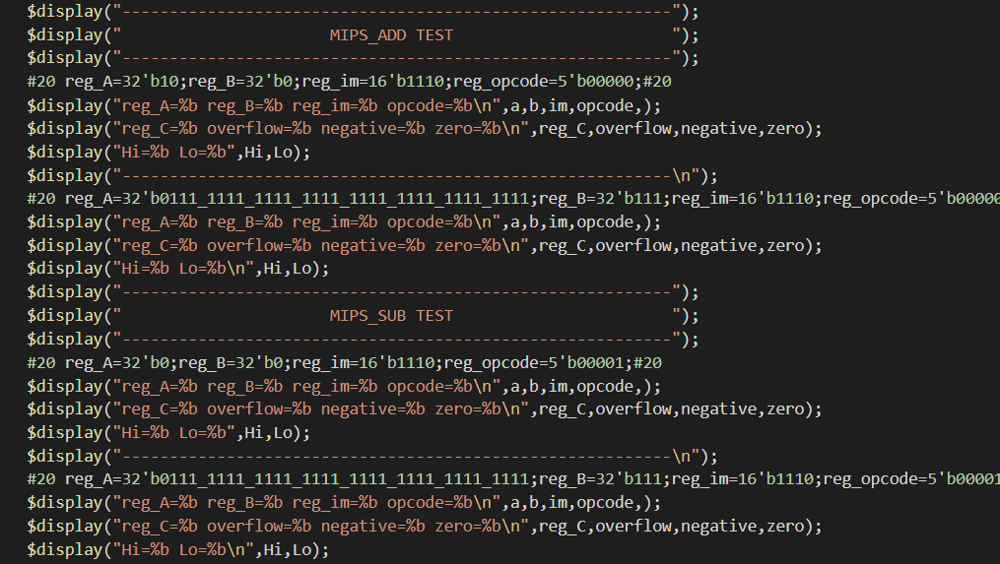 $display("----------------------------------------------------------");
$display("                      MIPS_ADD TEST                       ");
$display("----------------------------------------------------------");
#20 reg_A=32'b10;reg_B=32'b0;reg_im=16'b1110;reg_opcode=5'b00000;#20
$display("reg_A=%b reg_B=%b reg_im=%b opcode=%b\n",a,b,im,opcode,);
$display("reg_C=%b overflow=%b negative=%b zero=%b\n",reg_C,overflow,negative,zero);
$display("Hi=%b Lo=%b",Hi,Lo);
$display("----------------------------------------------------------\n");
#20 reg_A=32'b0111_1111_1111_1111_1111_1111_1111_1111;reg_B=32'b111;reg_im=16'b1110;reg_opcode=5'b00000
$display("reg_A=%b reg_B=%b reg_im=%b opcode=%b\n",a,b,im,opcode,);
$display("reg_C=%b overflow=%b negative=%b zero=%b\n",reg_C,overflow,negative,zero);
$display("Hi=%b Lo=%b\n",Hi,Lo);
$display("----------------------------------------------------------");
$display("                      MIPS_SUB TEST                       ");
$display("----------------------------------------------------------");
#20 reg_A=32'b0;reg_B=32'b0;reg_im=16'b1110;reg_opcode=5'b00001;#20
$display("reg_A=%b reg_B=%b reg_im=%b opcode=%b\n",a,b,im,opcode,);
$display("reg_C=%b overflow=%b negative=%b zero=%b\n",reg_C,overflow,negative,zero);
$display("Hi=%b Lo=%b",Hi,Lo);
$display("----------------------------------------------------------\n");
#20 reg_A=32'b0111_1111_1111_1111_1111_1111_1111_1111;reg_B=32'b111;reg_im=16'b1110;reg_opcode=5'b00001
$display("reg_A=%b reg_B=%b reg_im=%b opcode=%b\n",a,b,im,opcode,);
$display("reg_C=%b overflow=%b negative=%b zero=%b\n",reg_C,overflow,negative,zero);
$display("Hi=%b Lo=%b\n",Hi,Lo);